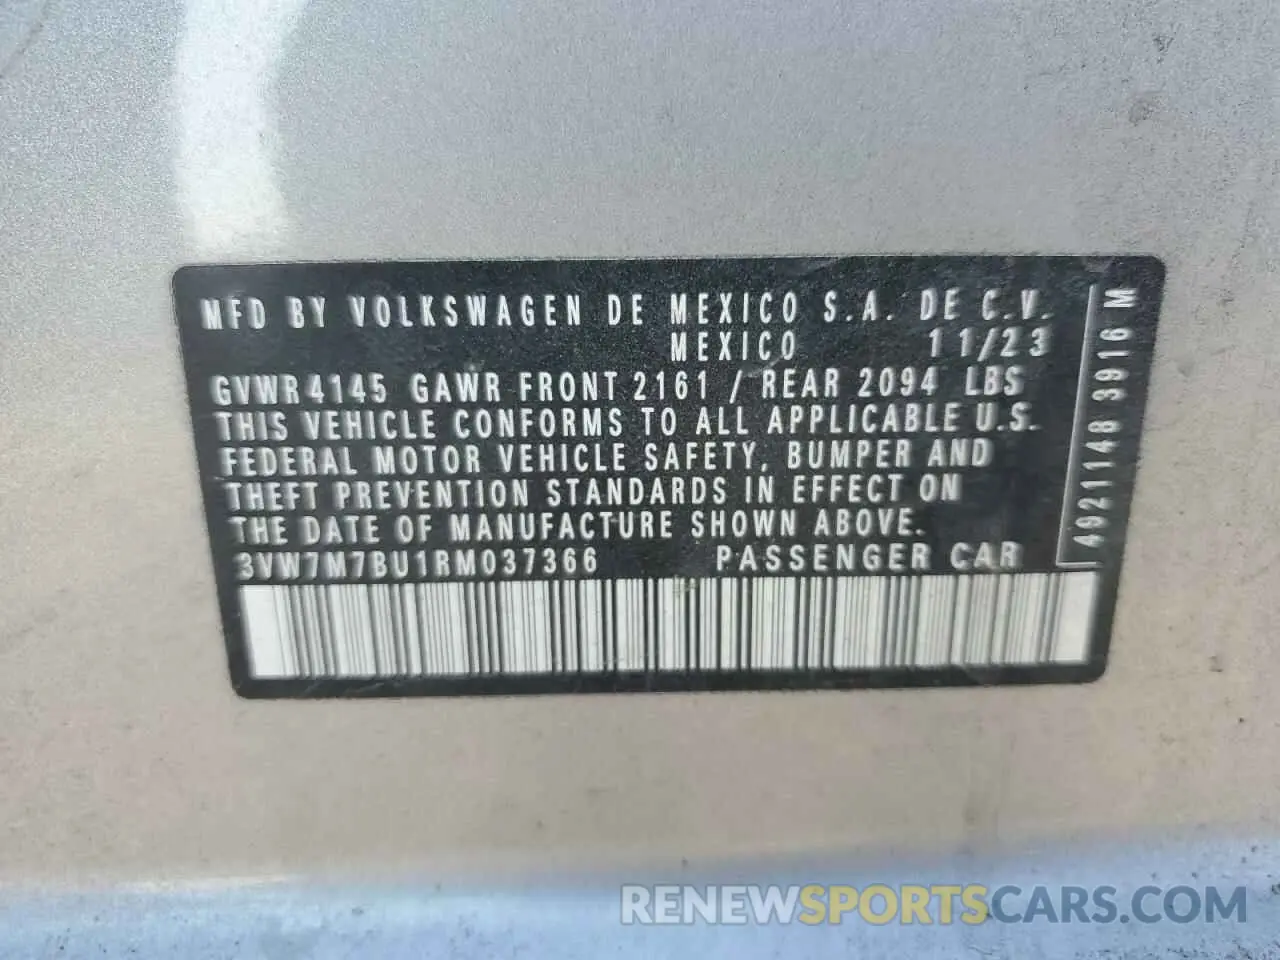 MFD BY VOLKSWAGEN DE MEXICO S.A. DE C.V.
MEXICO 11/23
GVWR 4145 GAWR FRONT 2161 / REAR 2094 LBS
THIS VEHICLE CONFORMS TO ALL APPLICABLE U.S.
FEDERAL MOTOR VEHICLE SAFETY, BUMPER AND
THEFT PREVENTION STANDARDS IN EFFECT ON
THE DATE OF MANUFACTURE SHOWN ABOVE.
3VW7M7BU1RM037366 PASSENGER CAR
4921148 3916 M
RENEWSPORTSCARS.COM